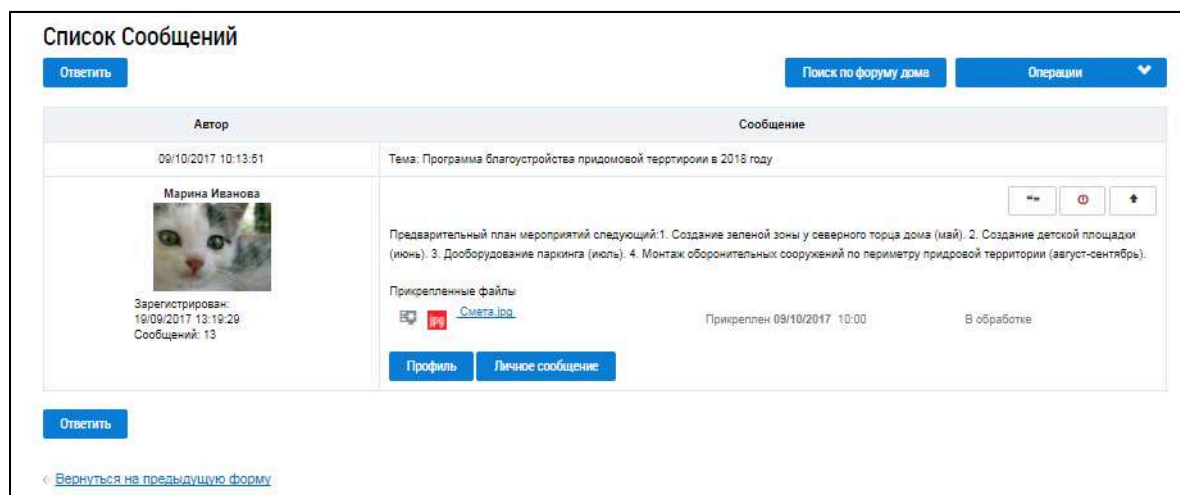 Список Сообщений
Ответить
Поиск по форуму дома
Операции
Автор
Сообщение
09/10/2017 10:13:51
Тема: Программа благоустройства придомовой терртироии в 2018 году
Марина Иванова
Предварительный план мероприятий следующий:1. Создание зеленой зоны у северного торца дома (май). 2. Создание детской площадки
(июнь). 3. Дооборудование паркинга (июль). 4. Монтаж оборонительных сооружений по периметру придровой территории (август-сентябрь).
Зарегистрирован:
19/09/2017 13:19:29
Сообщений: 13
Прикрепленные файлы
jpg Смета.jpg Прикреплен 09/10/2017 10:00 В обработке
Профиль
Личное сообщение
Ответить
Вернуться на предыдущую форму